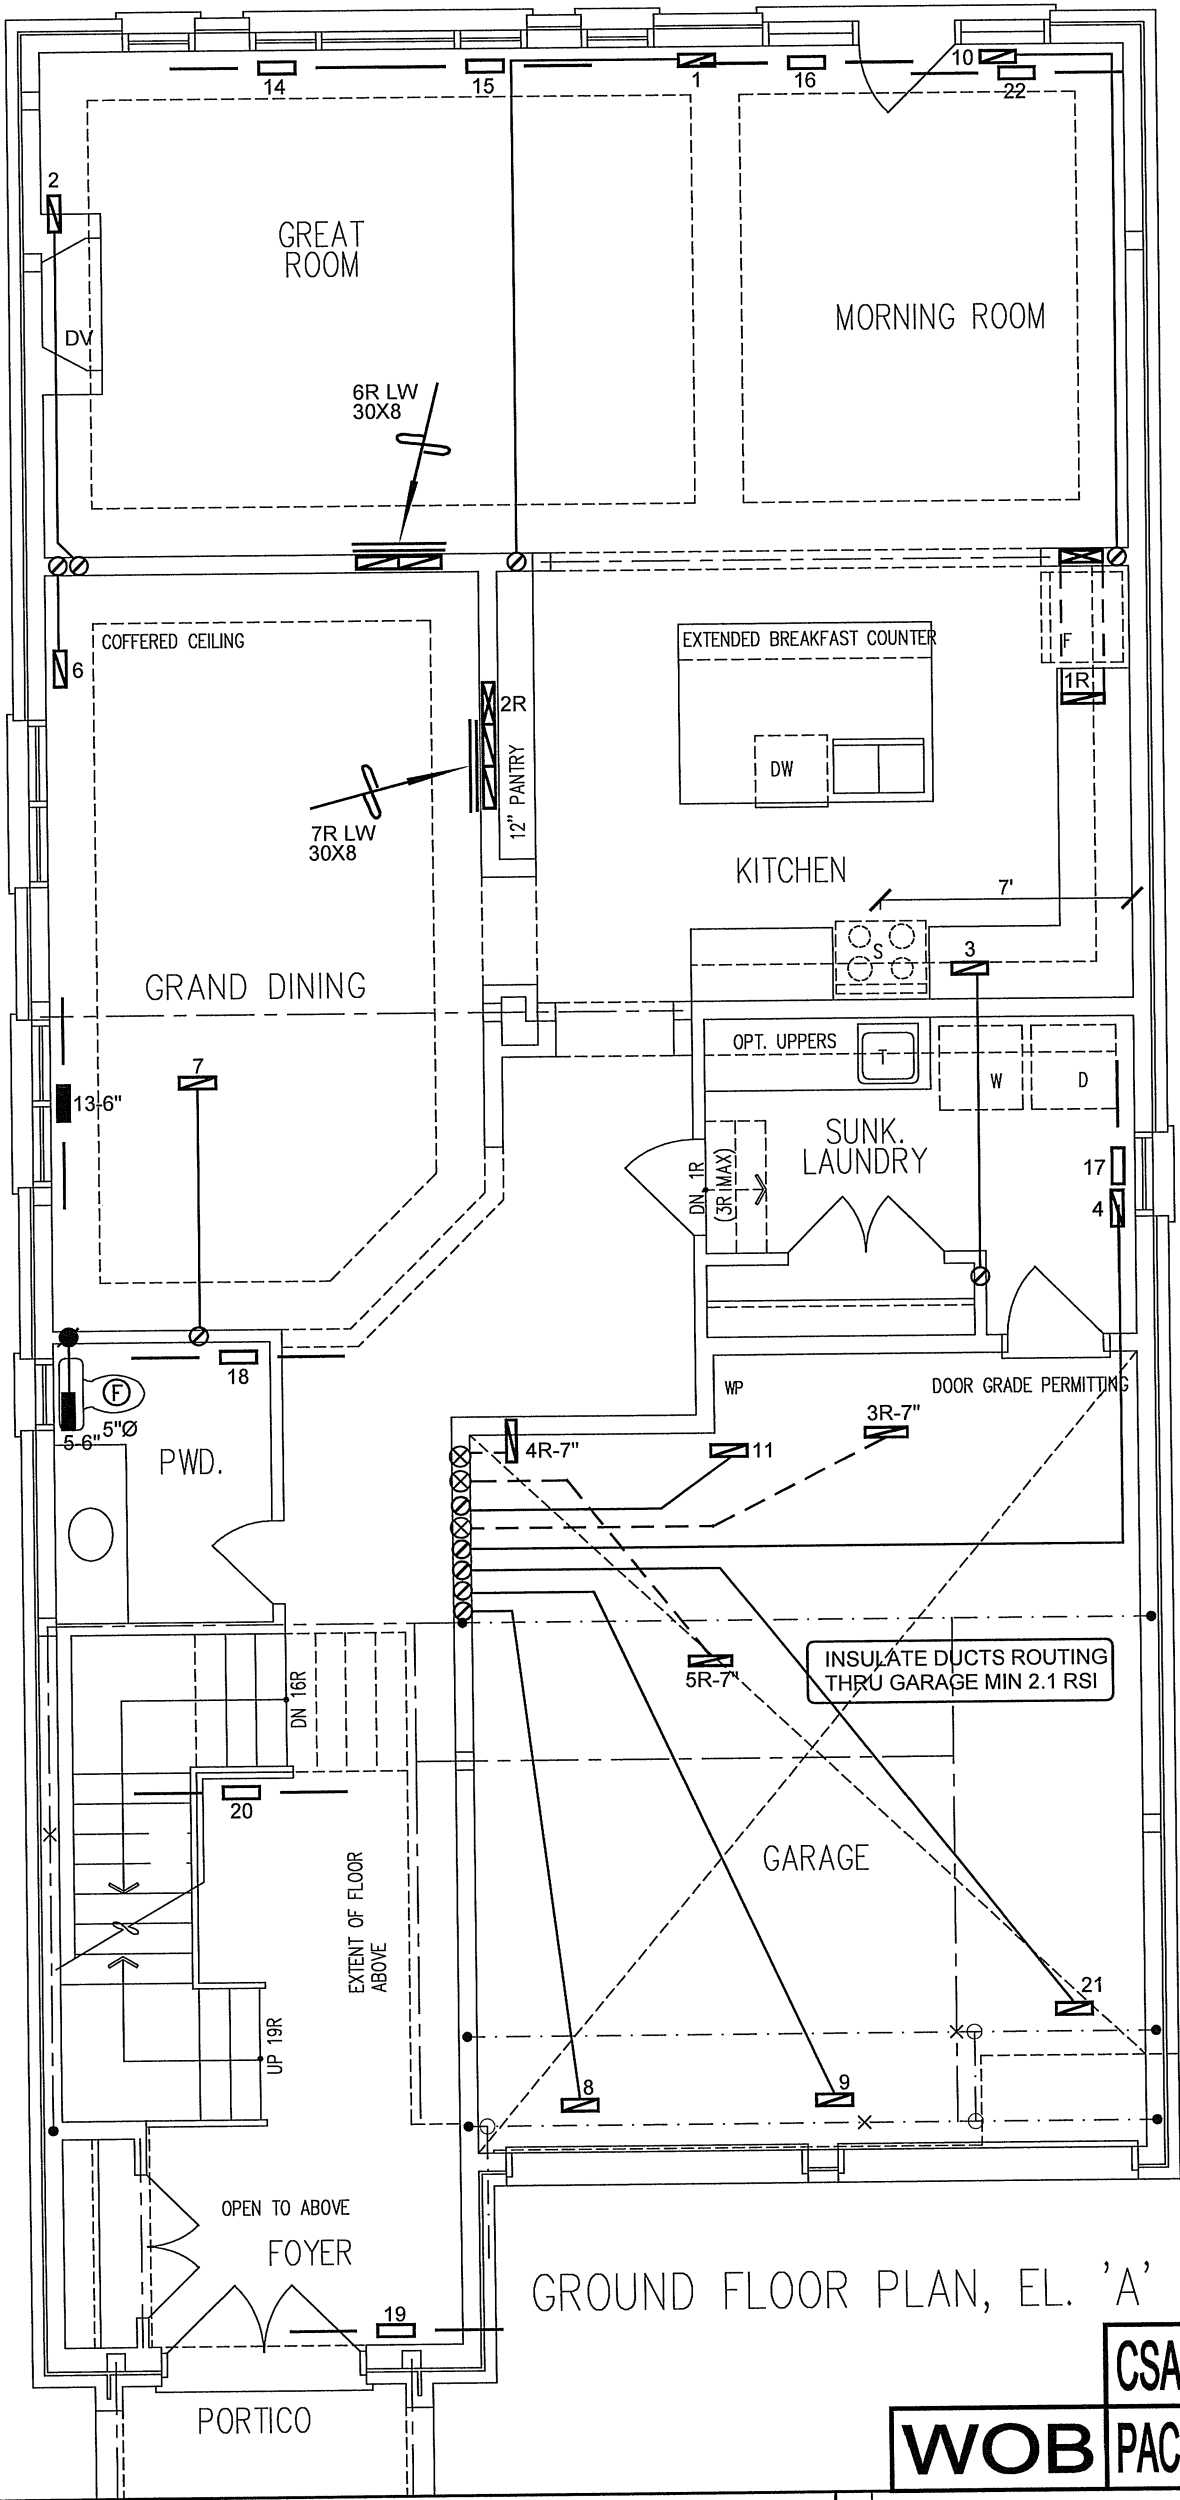 14
15
1
16
10
22
2
GREAT
ROOM
MORNING ROOM
DV
6R LW
30X8
COFFERED CEILING
6
EXTENDED BREAKFAST COUNTER
F
1R
2R
DW
12" PANTRY
7R LW
30X8
KITCHEN
7'
S
3
GRAND DINING
7
13-6"
OPT. UPPERS
T
W
D
SUNK.
LAUNDRY
DN 1R
(3R MAX)
17
4
18
F
5-6"
5"Ø
PWD.
WP
DOOR GRADE PERMITTING
3R-7"
4R-7"
11
5R-7"
INSULATE DUCTS ROUTING
THRU GARAGE MIN 2.1 RSI
DN 16R
20
GARAGE
EXTENT OF FLOOR
ABOVE
UP 19R
21
8
9
OPEN TO ABOVE
FOYER
19
GROUND FLOOR PLAN, EL. 'A'
PORTICO
CSA
WOB
PAC